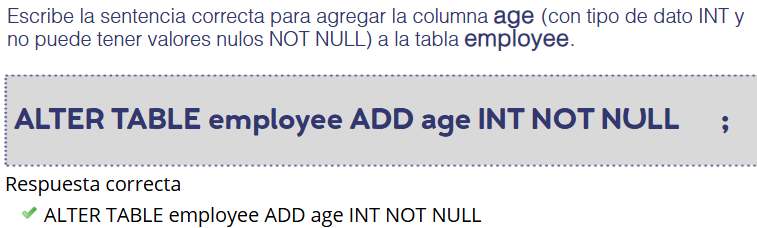 Escribe la sentencia correcta para agregar la columna age (con tipo de dato INT y
no puede tener valores nulos NOT NULL) a la tabla employee.
ALTER TABLE employee ADD age INT NOT NULL ;
Respuesta correcta
ALTER TABLE employee ADD age INT NOT NULL